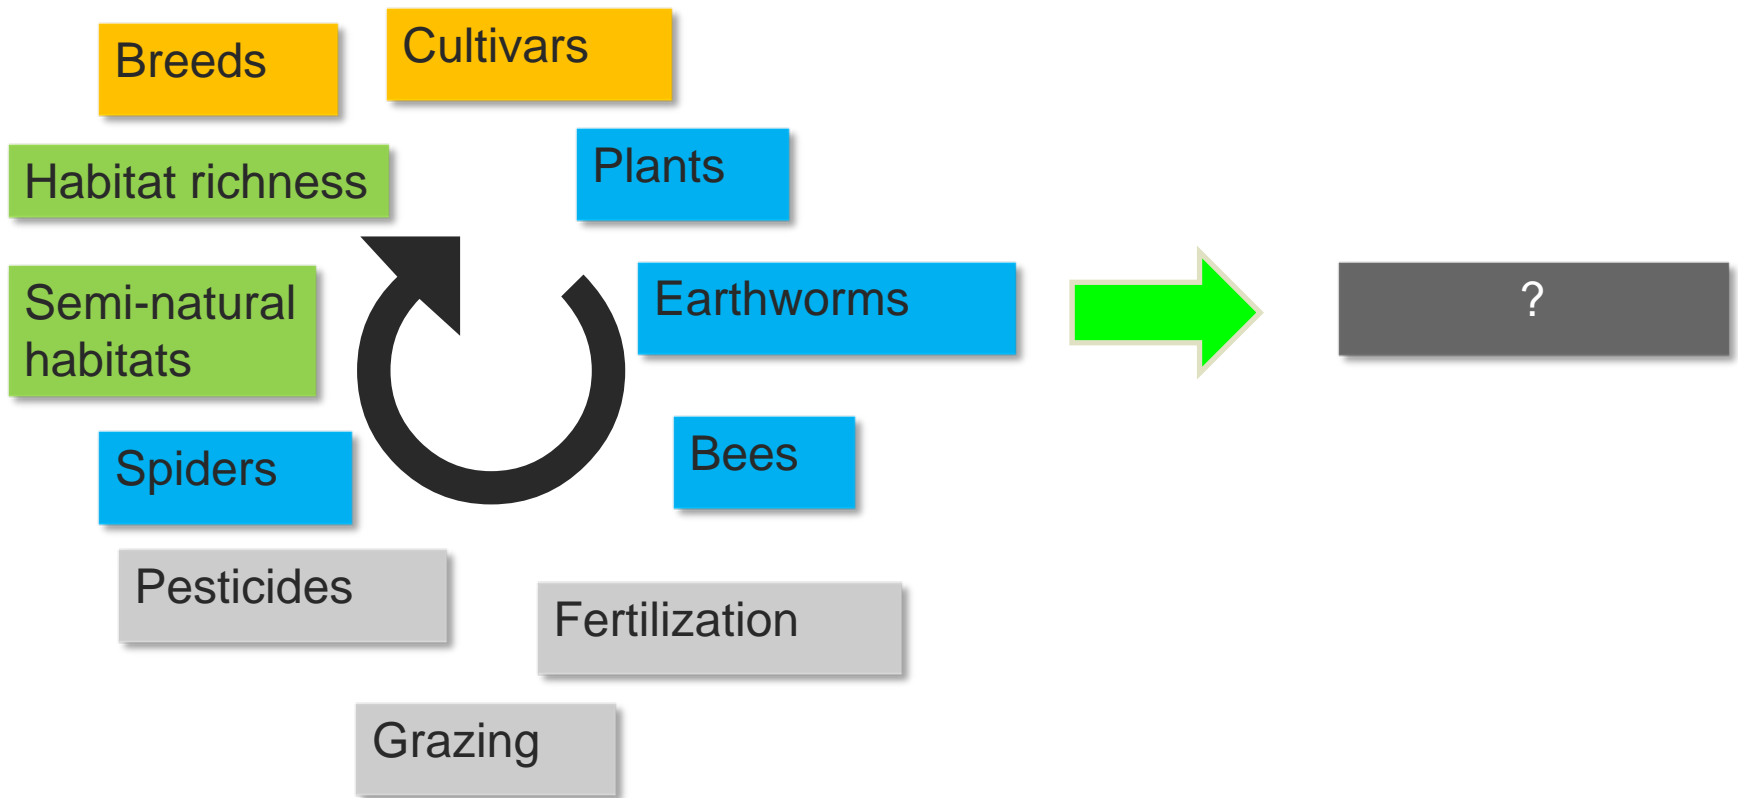 Breeds
Cultivars
Habitat richness
Plants
Semi-natural
habitats
Earthworms
?
Spiders
Bees
Pesticides
Fertilization
Grazing